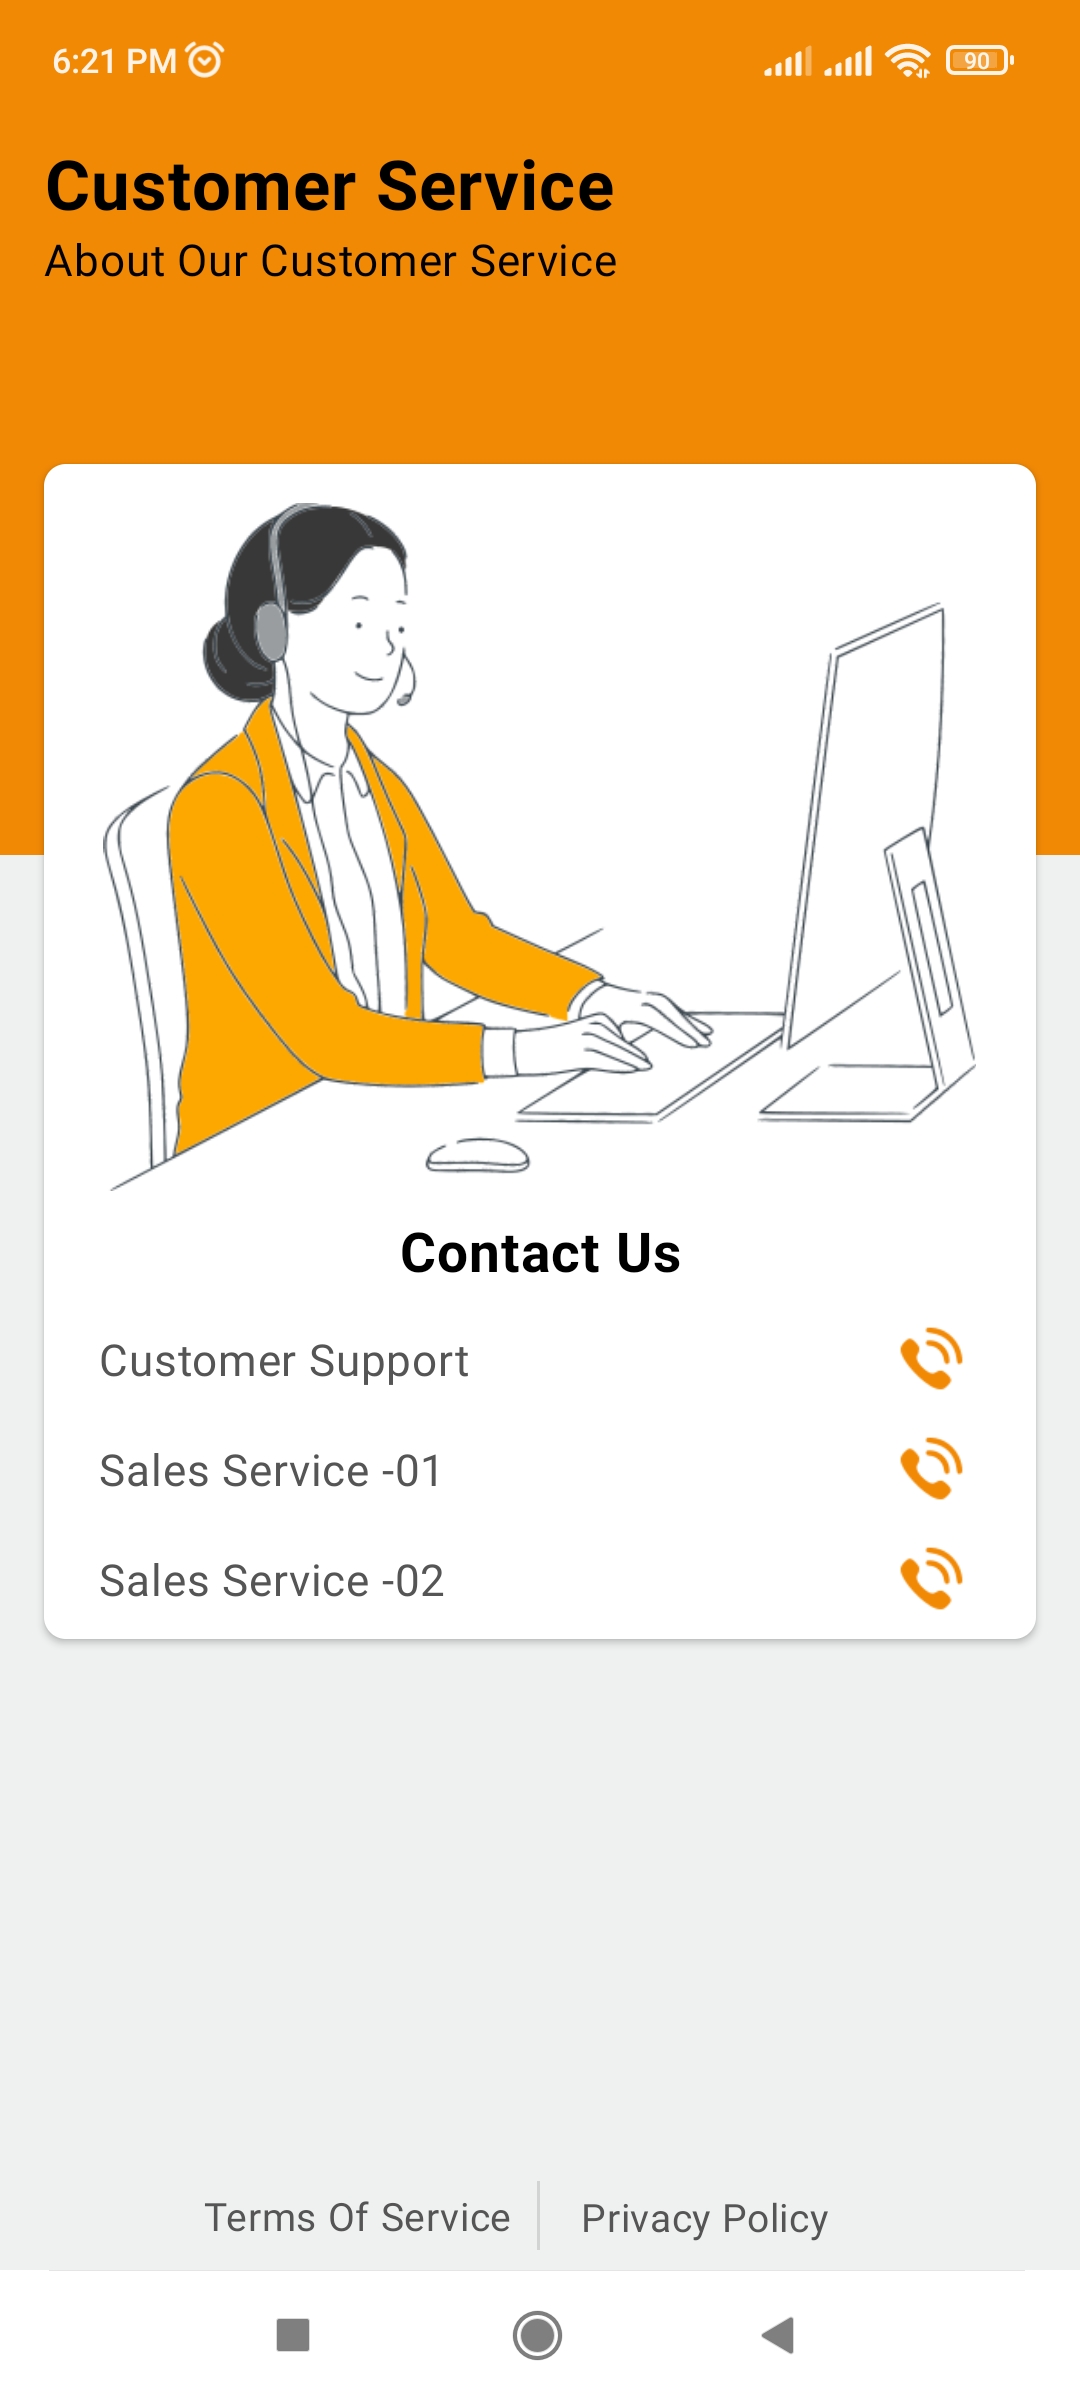 6:21 PM
90
Customer Service
About Our Customer Service
Contact Us
Customer Support
Sales Service -01
Sales Service -02
Terms Of Service
Privacy Policy